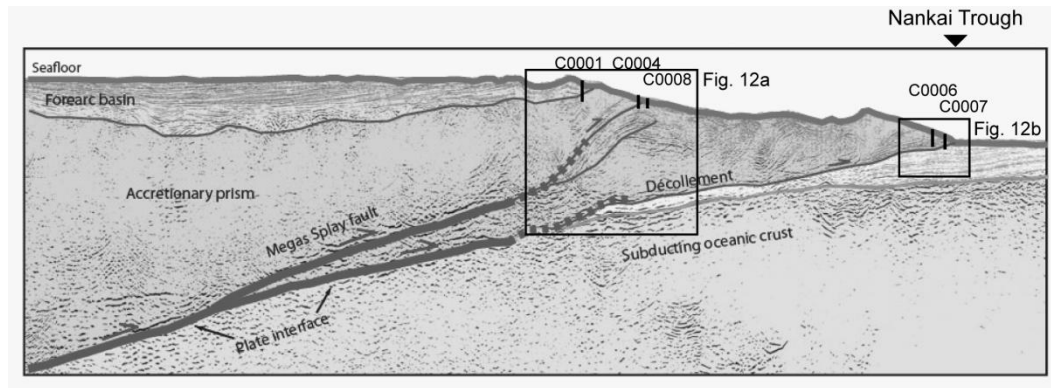 Nankai Trough
Seafloor
C0001 C0004
C0008
Fig. 12a
C0006
C0007
Fig. 12b
Forearc basin
Accretionary prism
Décollement
Megas Splay fault
Subducting oceanic crust
Plate interface